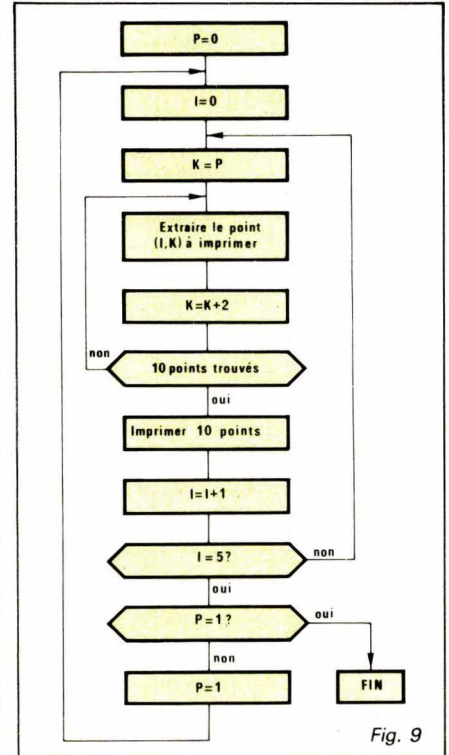 P=0
I=0
K=P
Extraire le point
(I,K) à imprimer
K=K+2
non
10 points trouvés
oui
Imprimer 10 points
I=I+1
I=5?
non
oui
P=1?
oui
non
P=1
FIN
Fig. 9